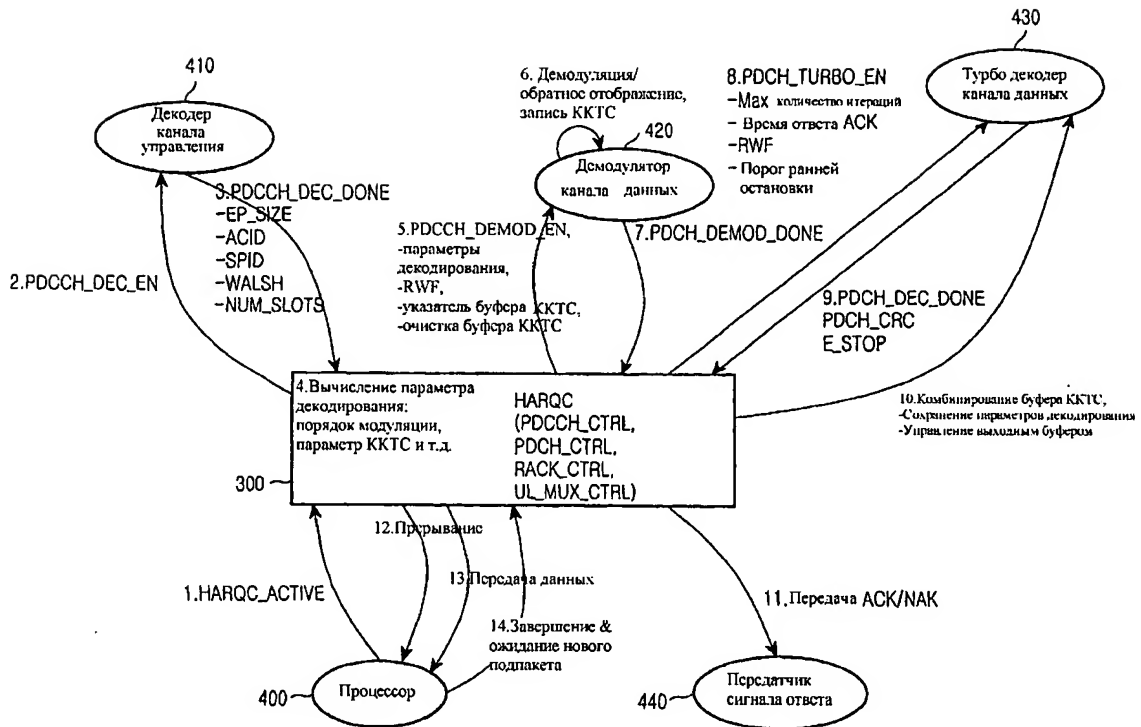 410
Декодер
канала
управления
2.PDCCH_DEC_EN
3.PDCCH_DEC_DONE
-EP_SIZE
-ACID
-SPID
-WALSH
-NUM_SLOTS
6. Демодуляция/
обратное отображение,
запись ККТС
420
Демодулятор
канала данных
5.PDCCH_DEMOD_EN,
-параметры
декодирования,
-RWF,
-указатель буфера ККТС,
-очистка буфера ККТС
7.PDCH_DEMOD_DONE
8.PDCH_TURBO_EN
-Max количество итераций
- Время ответа ACK
-RWF
- Порог ранней
остановки
430
Турбо декодер
канала данных
9.PDCH_DEC_DONE
PDCH_CRC
E_STOP
10.Комбинирование буфера ККТС,
-Сохранение параметров декодирования
-Управление выходным буфером
300
4.Вычисление параметра
декодирования:
порядок модуляции,
параметр ККТС и т.д.
HARQC
(PDCCH_CTRL,
PDCH_CTRL,
RACK_CTRL,
UL_MUX_CTRL)
1.HARQC_ACTIVE
12.Прерывание
13.Передача данных
14.Завершение &
ожидание нового
подпакета
11.Передача ACK/NAK
400
Процессор
440
Передатчик
сигнала ответа